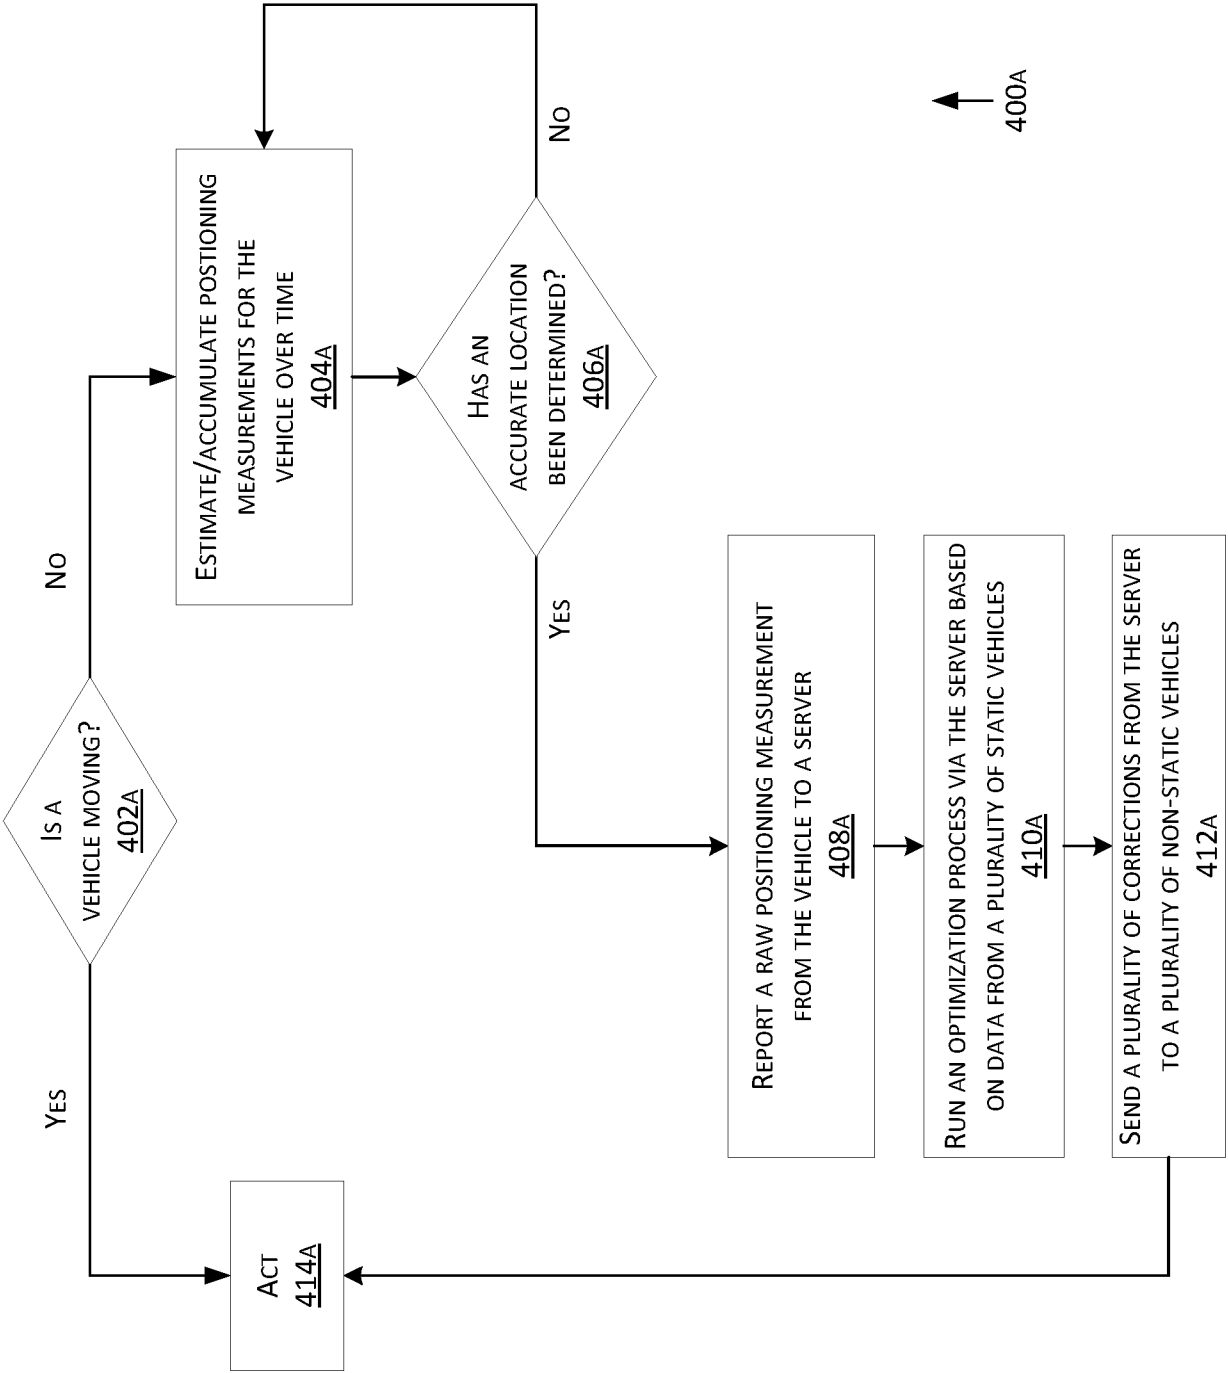 IS A
VEHICLE MOVING?
402A
YES
NO
ACT
414A
ESTIMATE/ACCUMULATE POSTIONING
MEASUREMENTS FOR THE
VEHICLE OVER TIME
404A
HAS AN
ACCURATE LOCATION
BEEN DETERMINED?
406A
YES
NO
REPORT A RAW POSITIONING MEASUREMENT
FROM THE VEHICLE TO A SERVER
408A
RUN AN OPTIMIZATION PROCESS VIA THE SERVER BASED
ON DATA FROM A PLURALITY OF STATIC VEHICLES
410A
SEND A PLURALITY OF CORRECTIONS FROM THE SERVER
TO A PLURALITY OF NON-STATIC VEHICLES
412A
400A